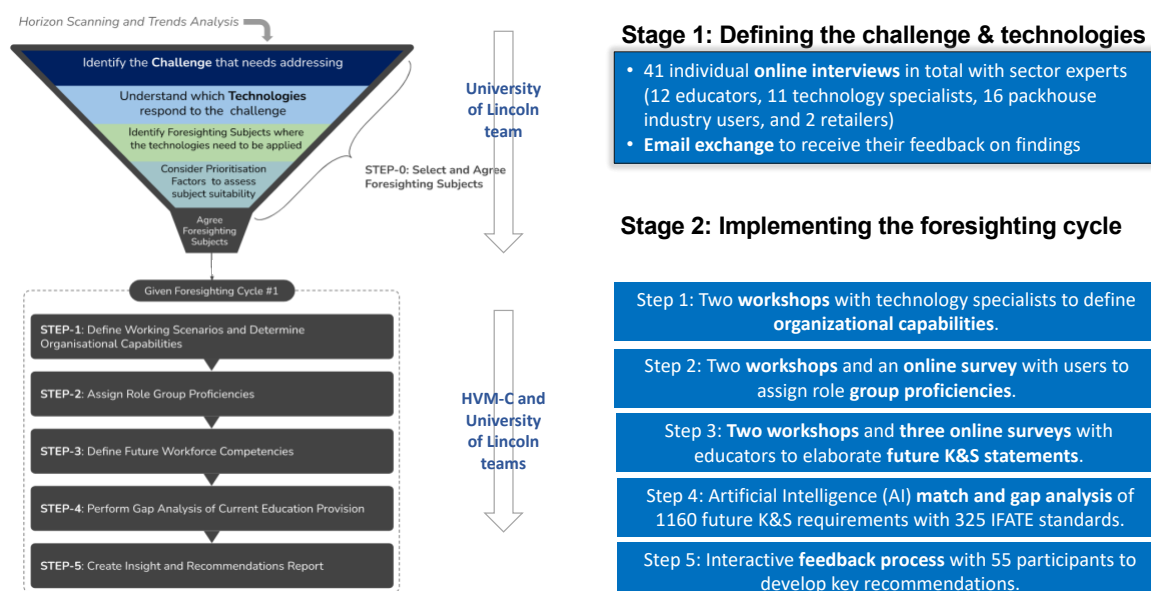 Horizon Scanning and Trends Analysis
Identify the Challenge that needs addressing
Understand which Technologies
respond to the challenge
Identify Foresighting Subjects where
the technologies need to be applied
Consider Prioritisation
Factors to assess
subject suitability
Agree
Foresighting
Subjects
STEP-0: Select and Agree
Foresighting Subjects
Given Foresighting Cycle #1
STEP-1: Define Working Scenarios and Determine
Organisational Capabilities
STEP-2: Assign Role Group Proficiencies
STEP-3: Define Future Workforce Competencies
STEP-4: Perform Gap Analysis of Current Education Provision
STEP-5: Create Insight and Recommendations Report
University
of Lincoln
team
HVM-C and
University
of Lincoln
teams
Stage 1: Defining the challenge & technologies
• 41 individual online interviews in total with sector experts
(12 educators, 11 technology specialists, 16 packhouse
industry users, and 2 retailers)
• Email exchange to receive their feedback on findings
Stage 2: Implementing the foresighting cycle
Step 1: Two workshops with technology specialists to define
organizational capabilities.
Step 2: Two workshops and an online survey with users to
assign role group proficiencies.
Step 3: Two workshops and three online surveys with
educators to elaborate future K&S statements.
Step 4: Artificial Intelligence (AI) match and gap analysis of
1160 future K&S requirements with 325 IFATE standards.
Step 5: Interactive feedback process with 55 participants to
develop key recommendations.